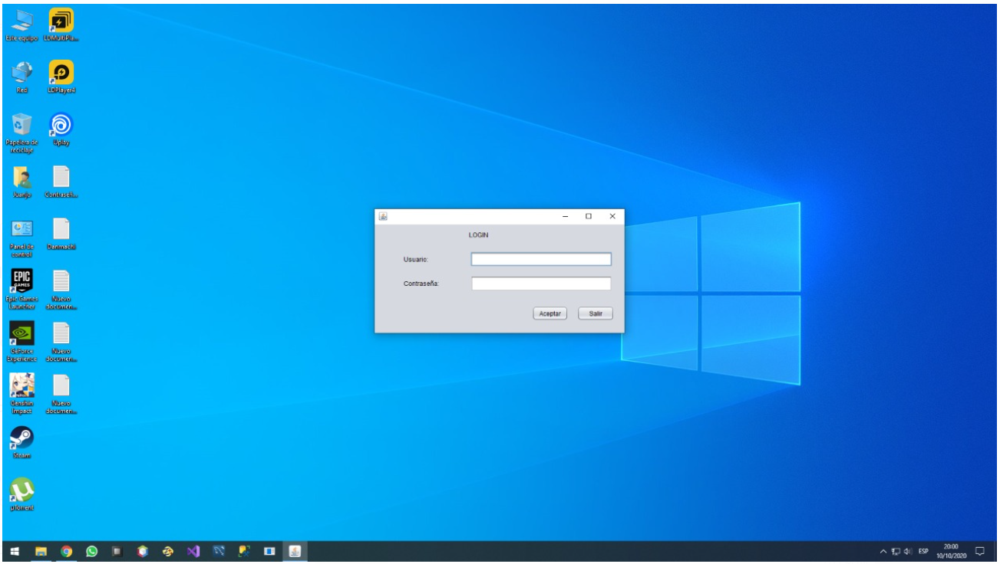 Este equipo
LDMultiPla...
Red
LDPlayer4
Papelera de
reciclaje
Uplay
Juanjo
Contraseñ...
Panel de
control
Danmachi
EPIC
GAMES
Epic Games
Launcher
Nuevo
documen...
GeForce
Experience
Nuevo
documen...
Genshin
Impact
Nuevo
documen...
Steam
µTorrent
LOGIN
Usuario:
Contraseña:
Aceptar
Salir
ESP
20:00
10/10/2020